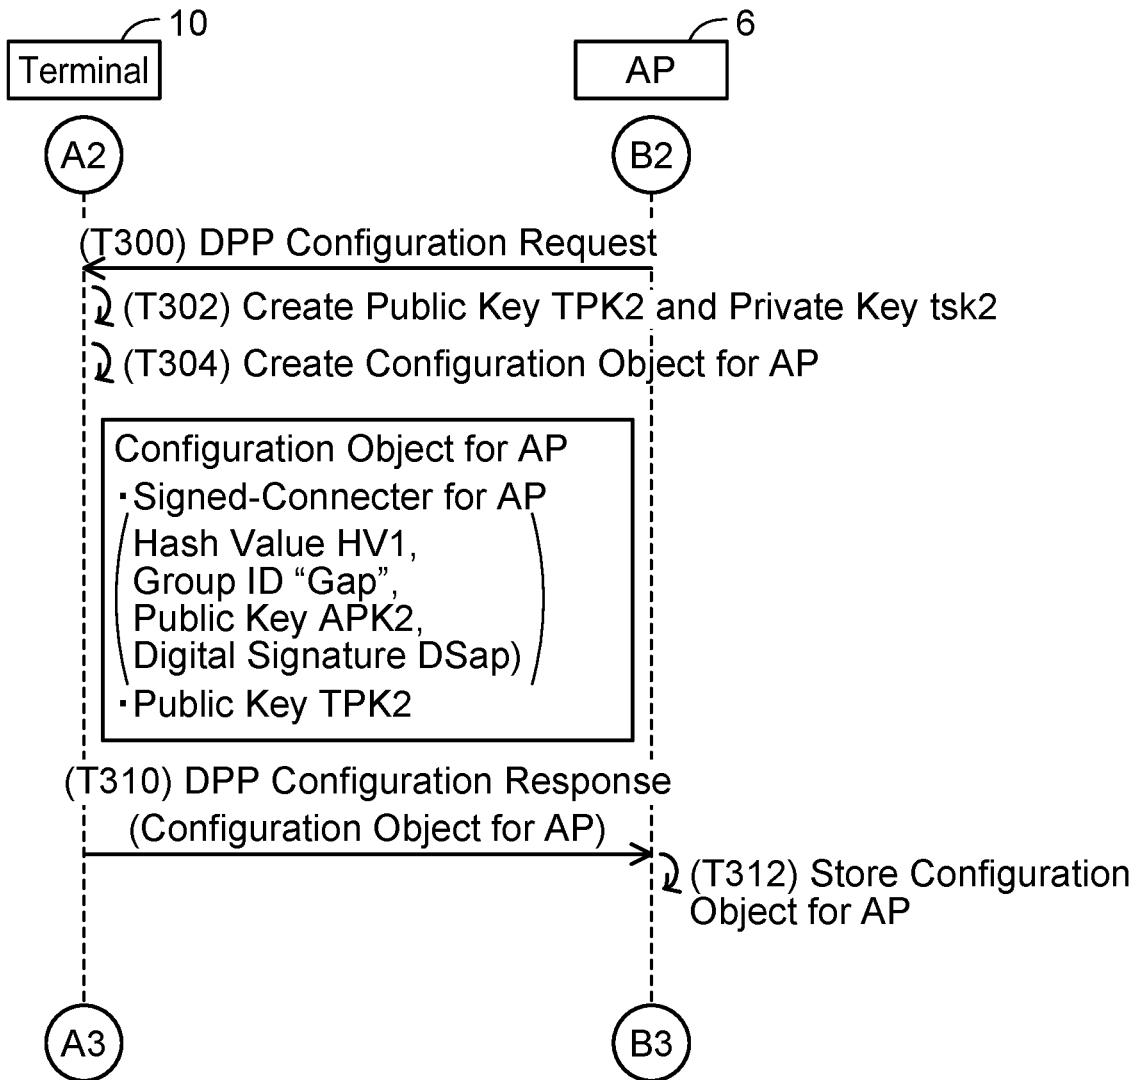 10
6
Terminal
AP
A2
B2
(T300) DPP Configuration Request
(T302) Create Public Key TPK2 and Private Key tsk2
(T304) Create Configuration Object for AP
Configuration Object for AP
・Signed-Connecter for AP
(Hash Value HV1,
Group ID “Gap”,
Public Key APK2,
Digital Signature DSap))
・Public Key TPK2
(T310) DPP Configuration Response
(Configuration Object for AP)
(T312) Store Configuration
Object for AP
A3
B3